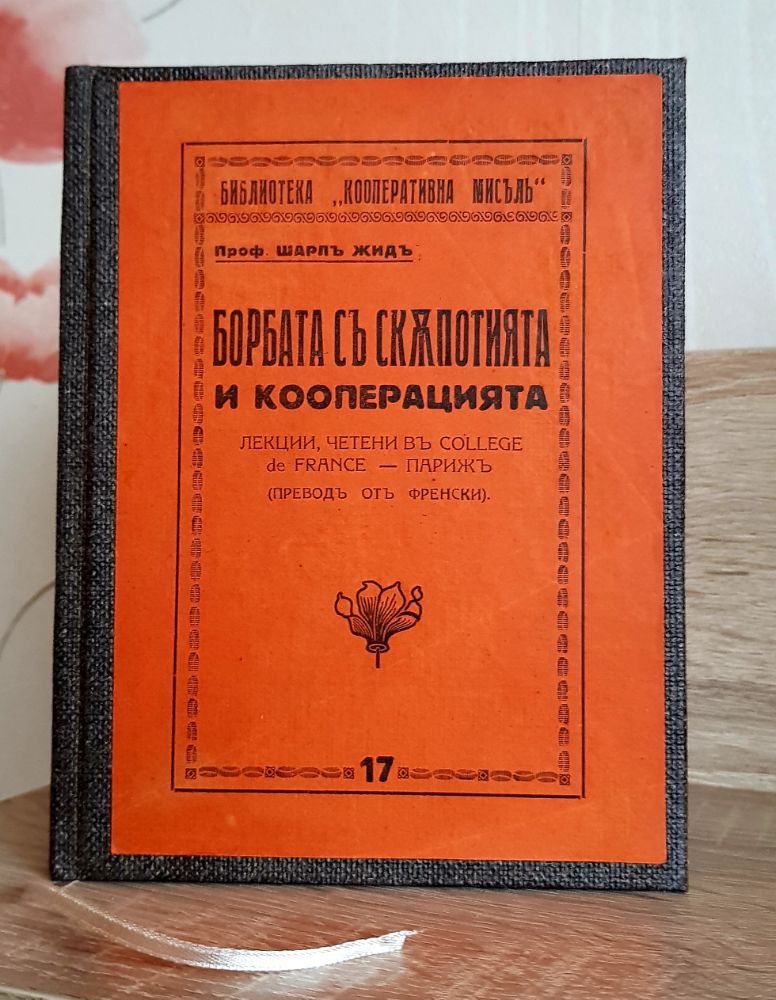 БИБЛИОТЕКА „КООПЕРАТИВНА МИСЪЛЬ“
Проф. ШАРЛЪ ЖИДЪ
БОРБАТА СЪ СКѪПОТИЯТА
И КООПЕРАЦИЯТА
ЛЕКЦИИ, ЧЕТЕНИ ВЪ COLLEGE
de FRANCE — ПАРИЖЪ
(ПРЕВОДЪ ОТЪ ФРЕНСКИ).
17